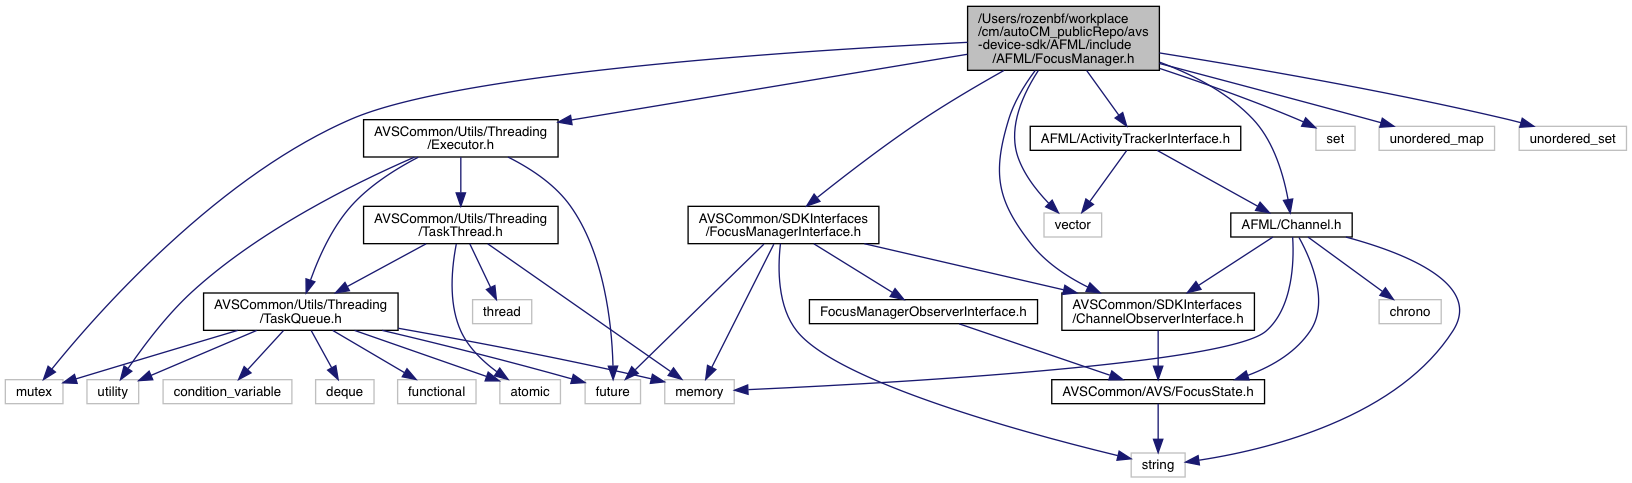 /Users/rozenbf/workplace
/cm/autoCM_publicRepo/avs
-device-sdk/AFML/include
/AFML/FocusManager.h
AVSCommon/Utils/Threading
/Executor.h
AFML/ActivityTrackerInterface.h
set
unordered_map
unordered_set
AVSCommon/Utils/Threading
/TaskThread.h
AVSCommon/SDKInterfaces
/FocusManagerInterface.h
vector
AFML/Channel.h
AVSCommon/Utils/Threading
/TaskQueue.h
thread
FocusManagerObserverInterface.h
AVSCommon/SDKInterfaces
/ChannelObserverInterface.h
chrono
mutex
utility
condition_variable
deque
functional
atomic
future
memory
AVSCommon/AVS/FocusState.h
string